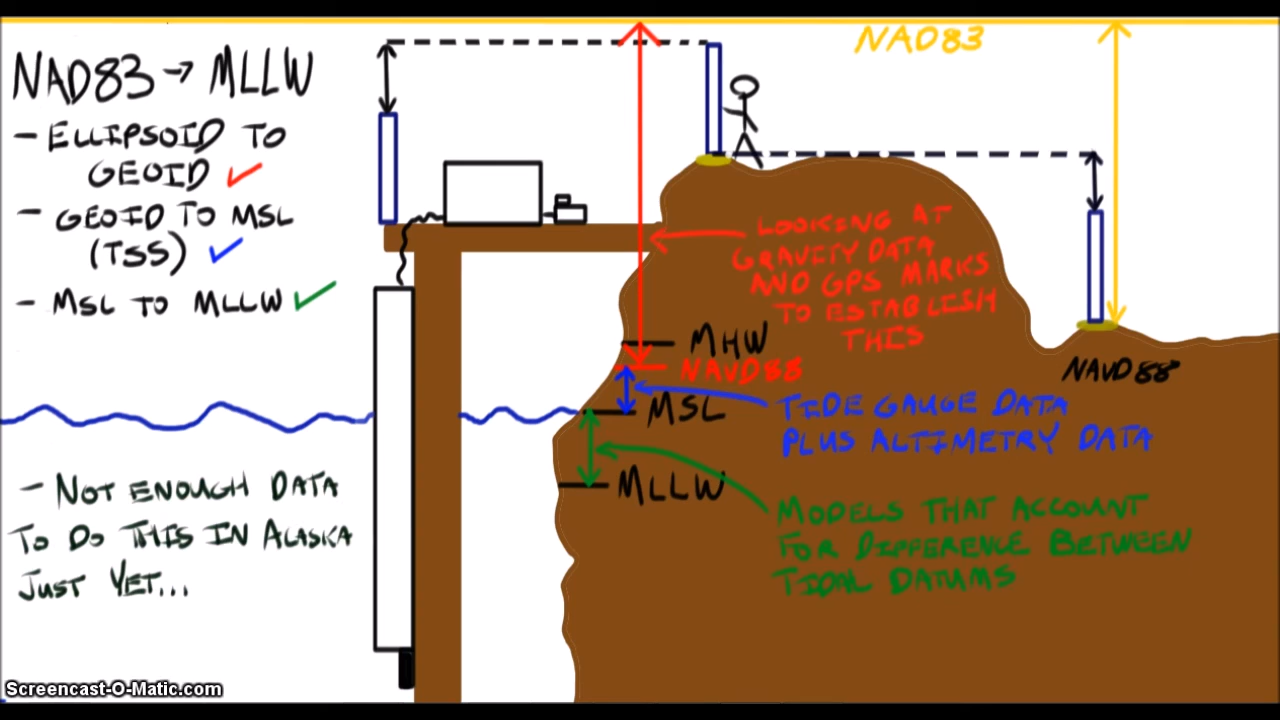 NAD83 → MLLW
- ELLIPSOID TO
GEOID ✓
- GEOID TO MSL
(TSS) ✓
- MSL TO MLLW ✓
- NOT ENOUGH DATA
TO DO THIS IN ALASKA
JUST YET...
NAD83
LOOKING AT
GRAVITY DATA
AND GPS MARKS
TO ESTABLISH
THIS
MHW
NAVD88
MSL
MLLW
NAVD88
TIDE GAUGE DATA
PLUS ALTIMETRY DATA
MODELS THAT ACCOUNT
FOR DIFFERENCE BETWEEN
TIDAL DATUMS
Screencast-O-Matic.com